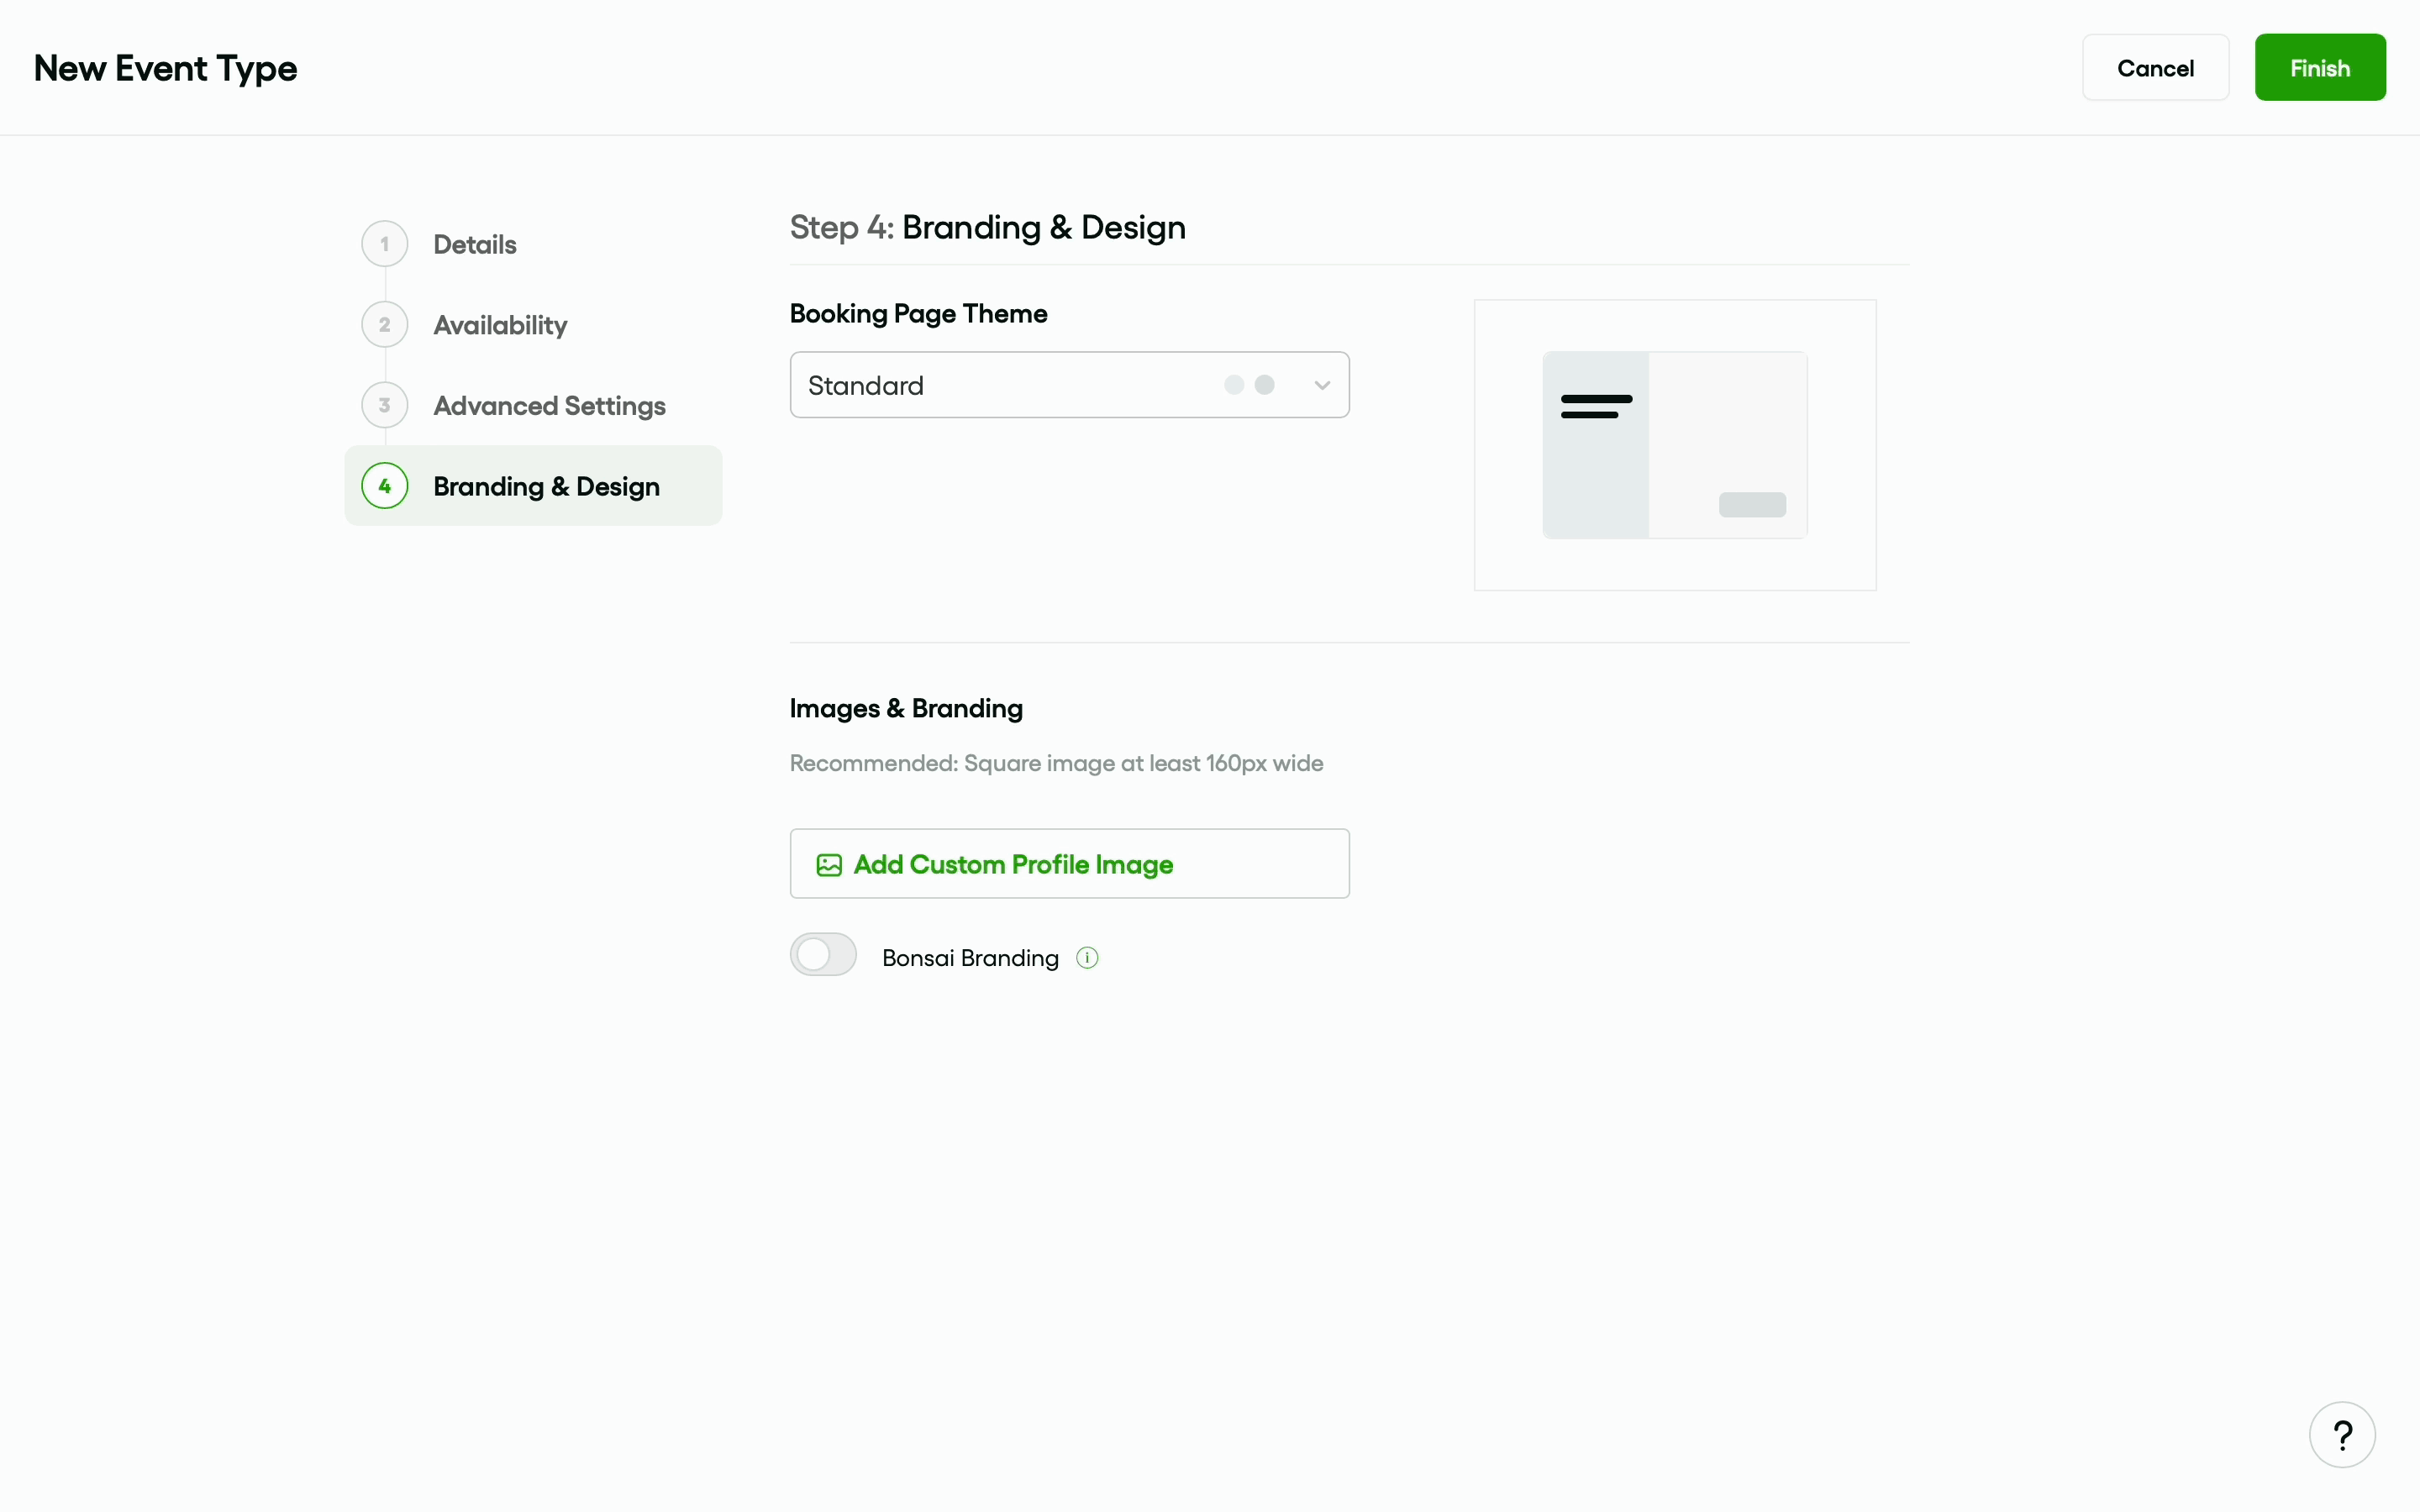 New Event Type
Cancel
Finish
1 Details
2 Availability
3 Advanced Settings
4 Branding & Design
Step 4: Branding & Design
Booking Page Theme
Standard
Images & Branding
Recommended: Square image at least 160px wide
Add Custom Profile Image
Bonsai Branding i
?